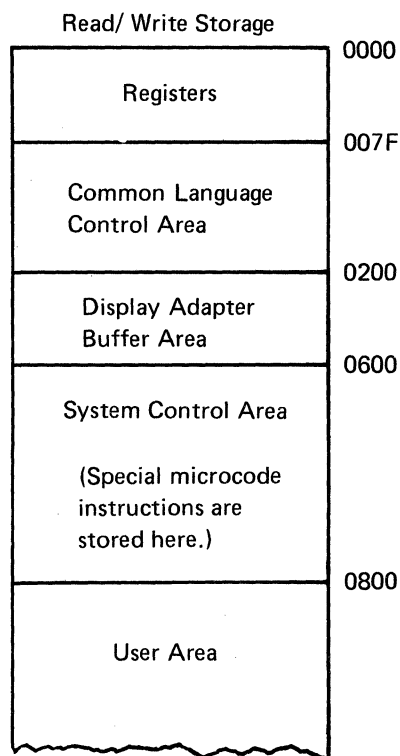 Read/ Write Storage
0000
Registers
007F
Common Language
Control Area
0200
Display Adapter
Buffer Area
0600
System Control Area
(Special microcode
instructions are
stored here.)
0800
User Area